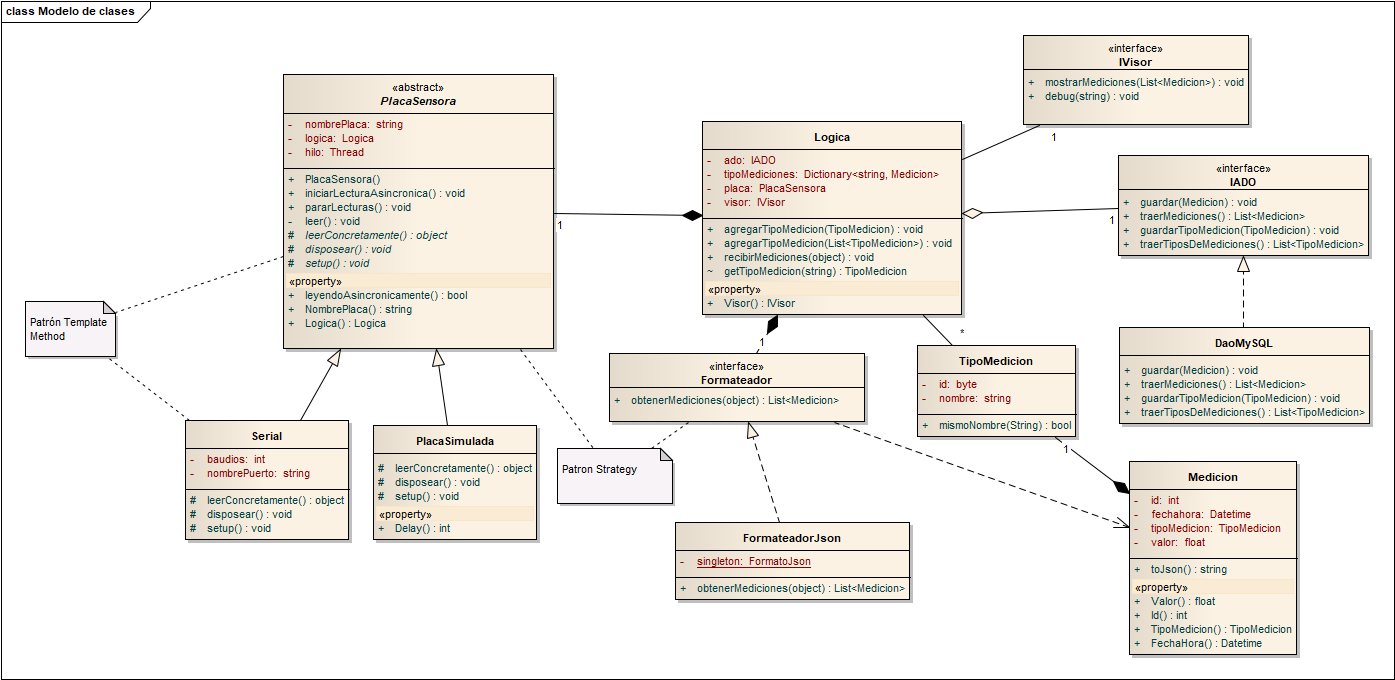 class Modelo de clases
«abstract»
PlacaSensora
- nombrePlaca: string
- logica: Logica
- hilo: Thread
+ PlacaSensora()
+ iniciarLecturaAsincronica() : void
+ pararLecturas() : void
- leer() : void
# leerConcretamente() : object
# disposear() : void
# setup() : void
«property»
+ leyendoAsincronicamente() : bool
+ NombrePlaca() : string
+ Logica() : Logica
1
Logica
- ado: IADO
- tipoMediciones: Dictionary<string, Medicion>
- placa: PlacaSensora
- visor: IVisor
+ agregarTipoMedicion(TipoMedicion) : void
+ agregarTipoMedicion(List<TipoMedicion>) : void
+ recibirMediciones(object) : void
~ getTipoMedicion(string) : TipoMedicion
«property»
+ Visor() : IVisor
«interface»
IVisor
+ mostrarMediciones(List<Medicion>) : void
+ debug(string) : void
1
«interface»
IADO
+ guardar(Medicion) : void
+ traerMediciones() : List<Medicion>
+ guardarTipoMedicion(TipoMedicion) : void
+ traerTiposDeMediciones() : List<TipoMedicion>
1
DaoMySQL
+ guardar(Medicion) : void
+ traerMediciones() : List<Medicion>
+ guardarTipoMedicion(TipoMedicion) : void
+ traerTiposDeMediciones() : List<TipoMedicion>
Patrón Template
Method
1
«interface»
Formateador
+ obtenerMediciones(object) : List<Medicion>
*
TipoMedicion
- id: byte
- nombre: string
+ mismoNombre(String) : bool
1
Serial
- baudios: int
- nombrePuerto: string
# leerConcretamente() : object
# disposear() : void
# setup() : void
PlacaSimulada
# leerConcretamente() : object
# disposear() : void
# setup() : void
«property»
+ Delay() : int
Patron Strategy
FormateadorJson
- singleton: FormatoJson
+ obtenerMediciones(object) : List<Medicion>
Medicion
- id: int
- fechahora: Datetime
- tipoMedicion: TipoMedicion
- valor: float
+ toJson() : string
«property»
+ Valor() : float
+ Id() : int
+ TipoMedicion() : TipoMedicion
+ FechaHora() : Datetime